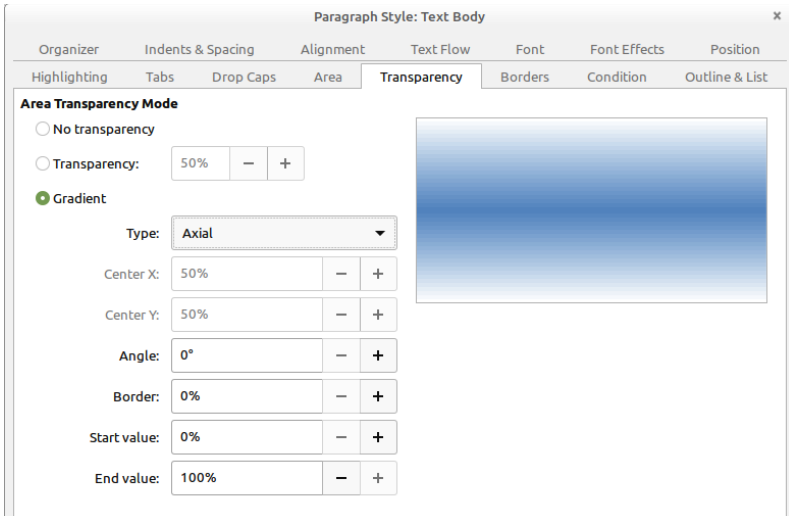 Paragraph Style: Text Body
Organizer Indents & Spacing Alignment Text Flow Font Font Effects Position
Highlighting Tabs Drop Caps Area Transparency Borders Condition Outline & List
Area Transparency Mode
No transparency
Transparency: 50%
Gradient
Type: Axial
Center X: 50%
Center Y: 50%
Angle: 0°
Border: 0%
Start value: 0%
End value: 100%